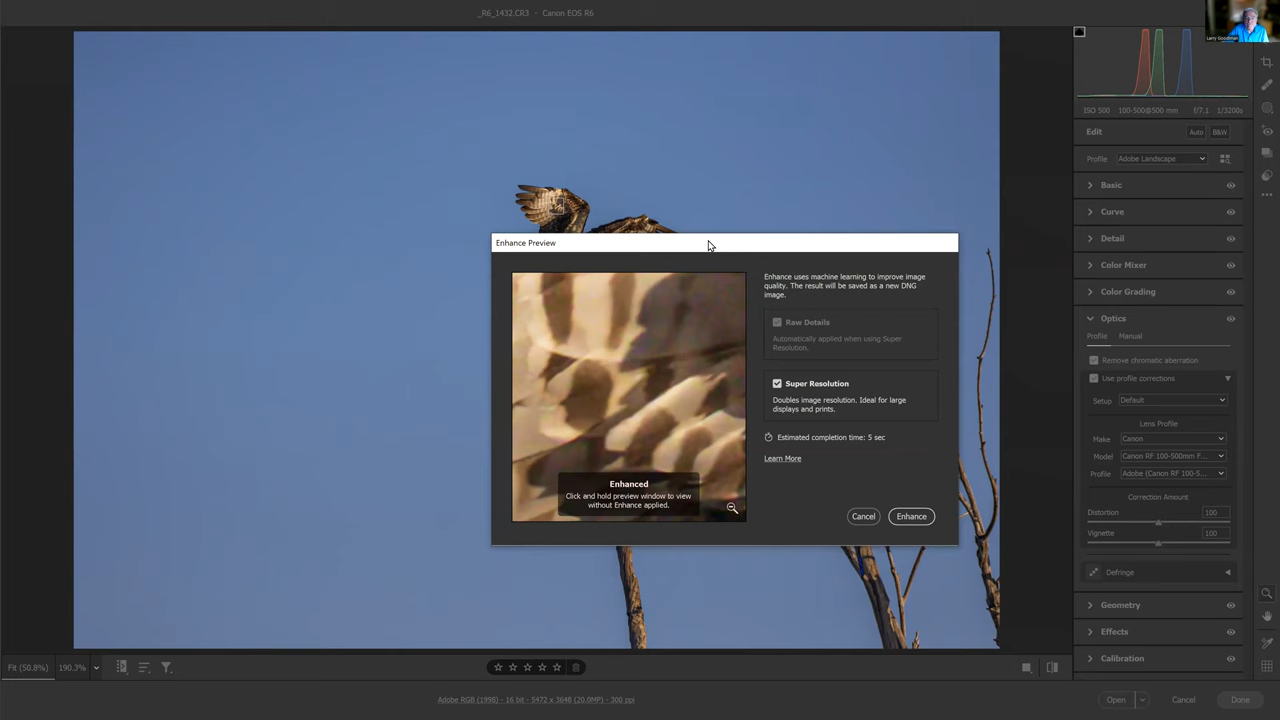 _R6_1432.CR3 - Canon EOS R6
Larry Goodman
ISO 500 100-500@500 mm f/7.1 1/3200s
Edit Auto B&W
Profile Adobe Landscape
Basic
Curve
Detail
Color Mixer
Color Grading
Optics
Profile Manual
Remove chromatic aberration
Use profile corrections
Setup Default
Lens Profile
Make Canon
Model Canon RF 100-500mm F...
Profile Adobe (Canon RF 100-5...
Correction Amount
Distortion 100
Vignette 100
Defringe
Geometry
Effects
Calibration
Enhance Preview
Enhance uses machine learning to improve image
quality. The result will be saved as a new DNG
image.
Raw Details
Automatically applied when using Super
Resolution.
Super Resolution
Doubles image resolution. Ideal for large
displays and prints.
Estimated completion time: 5 sec
Learn More
Enhanced
Click and hold preview window to view
without Enhance applied.
Cancel Enhance
Fit (50.8%) 190.3%
Adobe RGB (1998) - 16 bit - 5472 x 3648 (20.0MP) - 300 ppi
Open Cancel Done